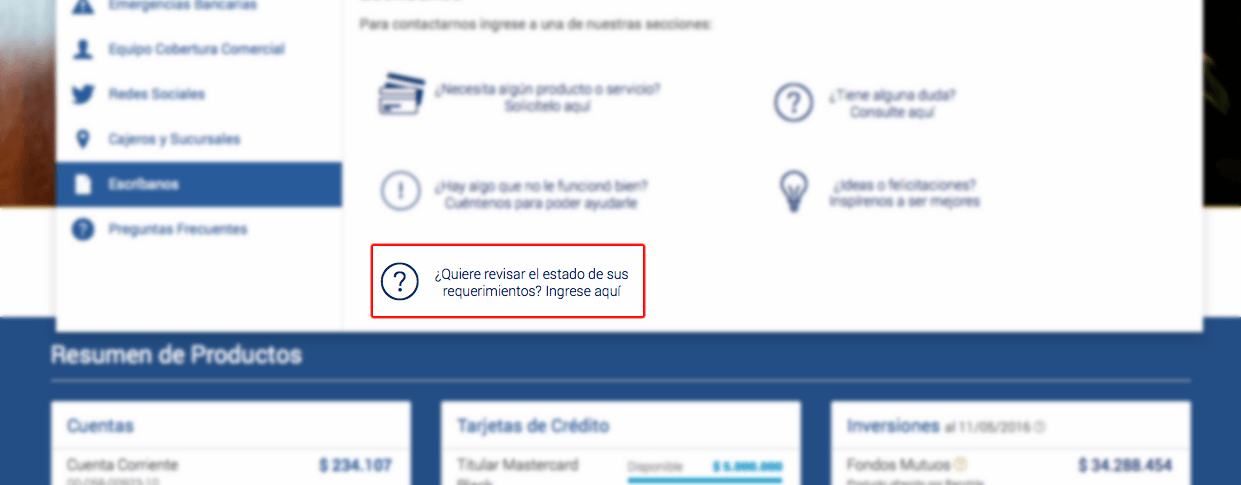 Emergencias Bancarias
Equipo Cobertura Comercial
Redes Sociales
Cajeros y Sucursales
Escríbanos
Preguntas Frecuentes
Para contactarnos ingrese a una de nuestras secciones:
¿Necesita algún producto o servicio?
Solicítelo aquí
¿Tiene alguna duda?
Consulte aquí
¿Hay algo que no le funcionó bien?
Cuéntenos para poder ayudarle
¿Ideas o felicitaciones?
Inspírenos a ser mejores
¿Quiere revisar el estado de sus
requerimientos? Ingrese aquí
Resumen de Productos
Cuentas
Cuenta Corriente $ 234.107
Tarjetas de Crédito
Titular Mastercard Disponible $ 5.000.000
Black
Inversiones al 11/05/2016
Fondos Mutuos $ 34.288.454